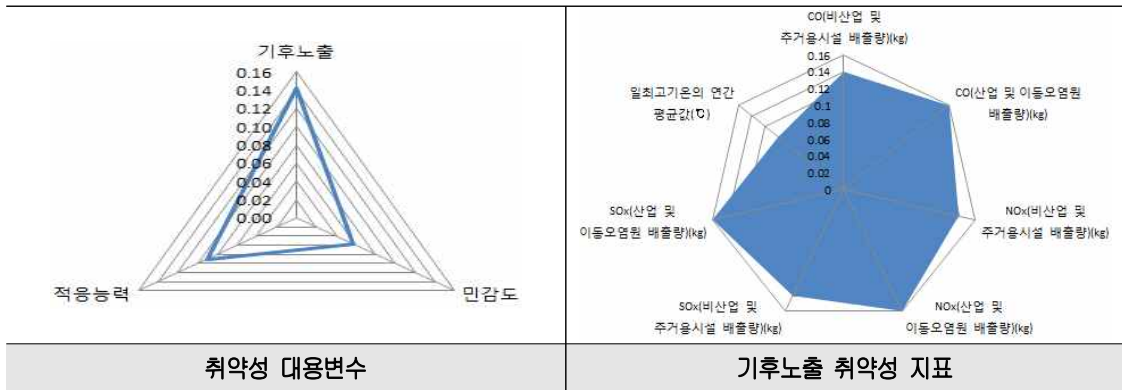 기후노출
0.16
0.14
0.12
0.10
0.08
0.06
0.04
0.02
0.00
적응능력
민감도
취약성 대용변수
CO(비산업 및
주거용시설 배출량)(kg)
0.16
0.14
0.12
0.1
0.08
0.06
0.04
0.02
0
CO(산업 및 이동오염원
배출량)(kg)
NOx(비산업 및
주거용시설 배출량)(kg)
NOx(산업 및
이동오염원 배출량)(kg)
SOx(비산업 및
주거용시설 배출량)(kg)
SOx(산업 및
이동오염원 배출량)(kg)
일최고기온의 연간
평균값(℃)
기후노출 취약성 지표